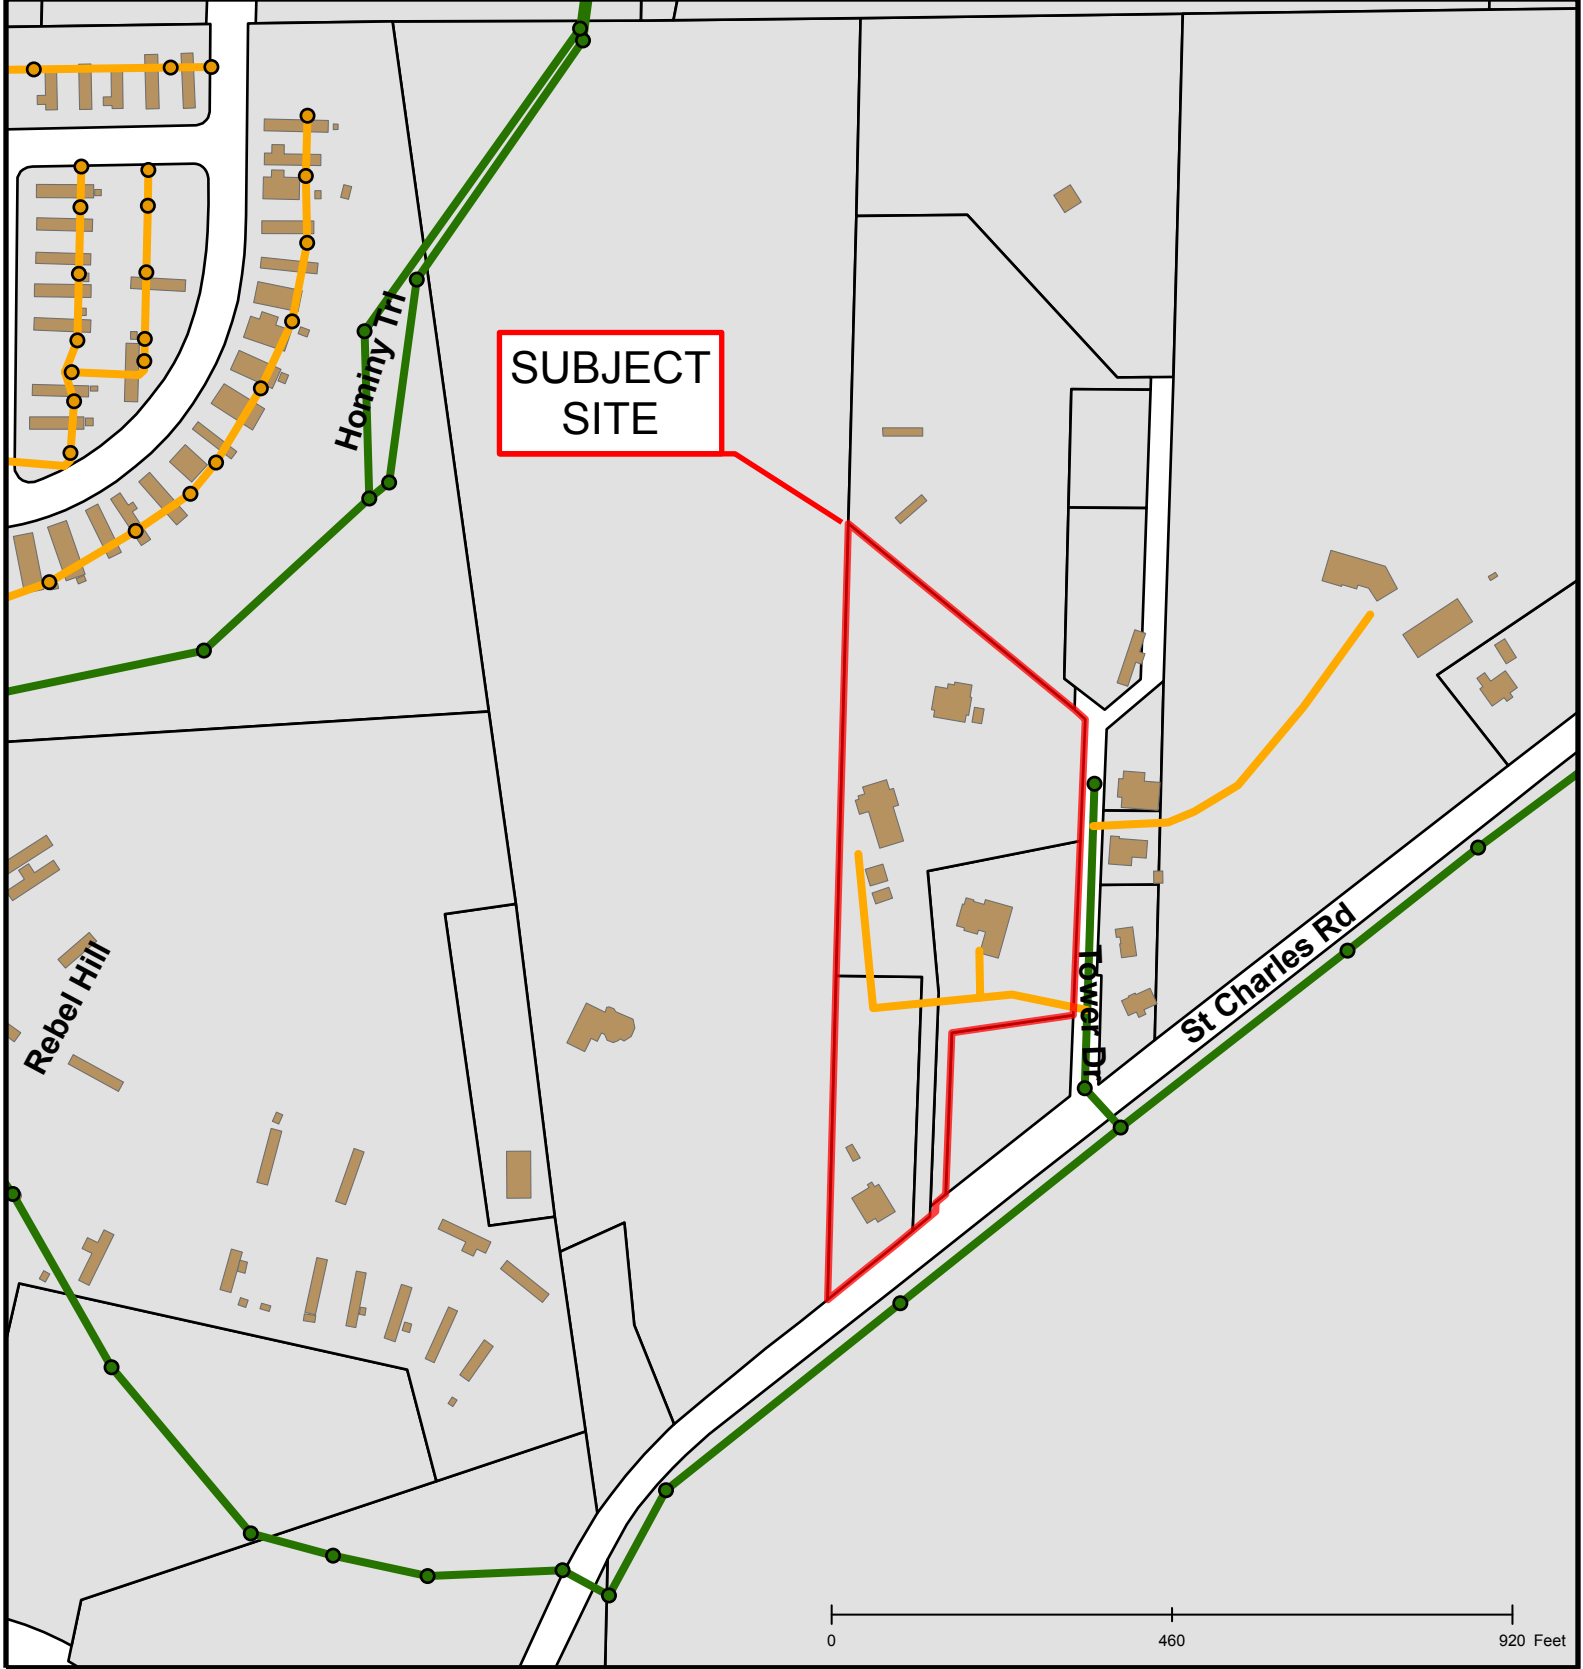 Hominy Trl
SUBJECT
SITE
Rebel Hill
Tower Dr
St Charles Rd
0
460
920 Feet